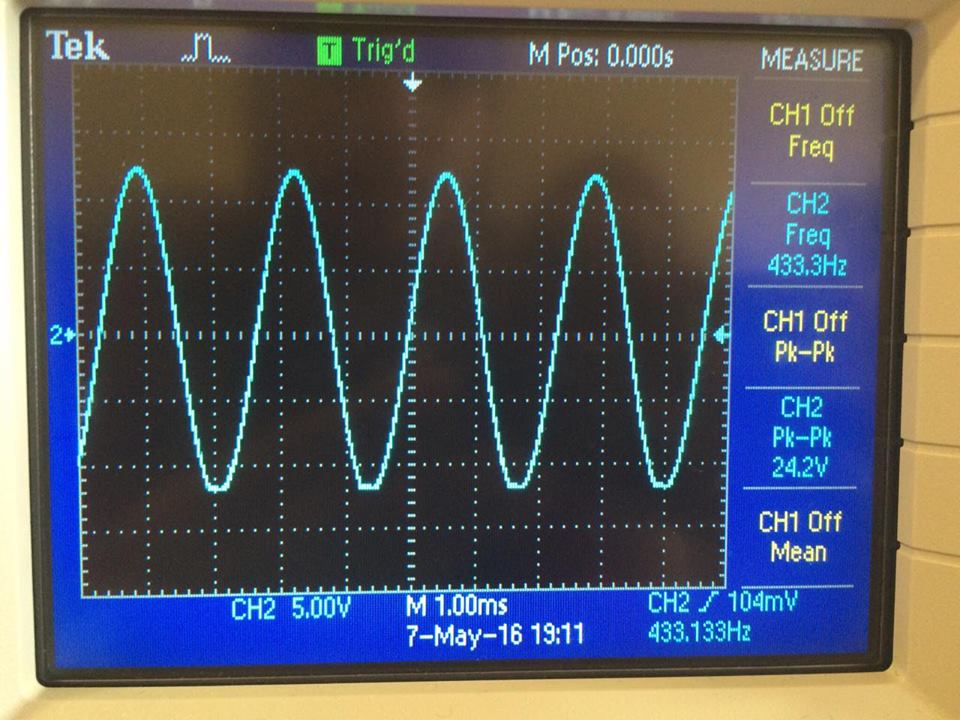 Tek T Trig'd M Pos: 0.000s MEASURE
CH1 Off
Freq
CH2
Freq
433.3Hz
CH1 Off
Pk-Pk
2
CH2
Pk-Pk
24.2V
CH1 Off
Mean
CH2 5.00V M 1.00ms CH2 104mV
7-May-16 19:11 433.133Hz